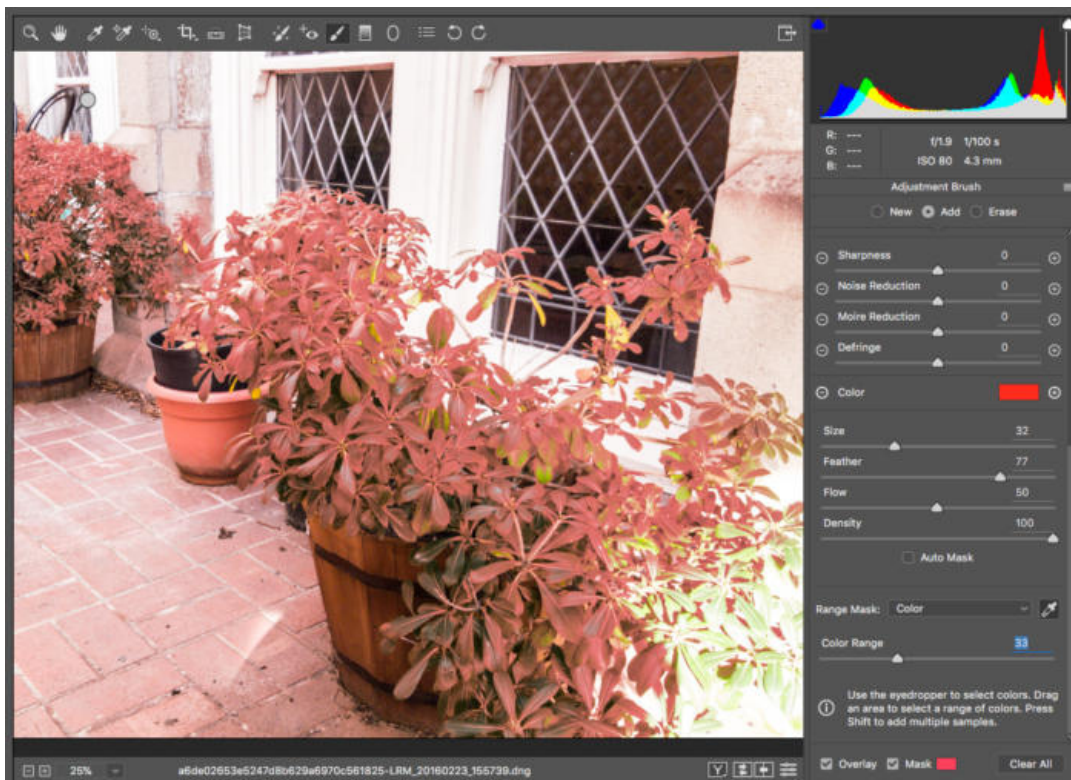 R: ---
G: ---
B: ---
f/1.9 1/100 s
ISO 80 4.3 mm
Adjustment Brush
New Add Erase
Sharpness 0
Noise Reduction 0
Moire Reduction 0
Defringe 0
Color
Size 32
Feather 77
Flow 50
Density 100
Auto Mask
Range Mask: Color
Color Range 33
Use the eyedropper to select colors. Drag
an area to select a range of colors. Press
Shift to add multiple samples.
25% a6de02653e5247d8b629a6970c561825-LRM_20160223_155739.dng Y
Overlay Mask Clear All